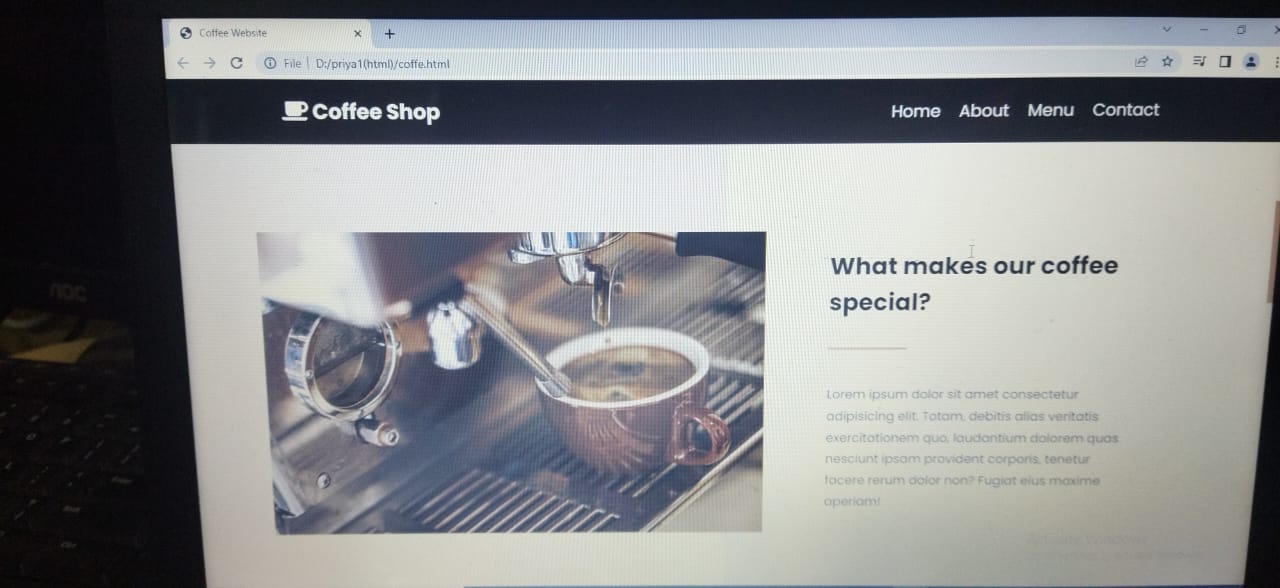 Coffee Website
File | D:/priya1(html)/coffe.html
Coffee Shop
Home About Menu Contact
What makes our coffee
special?
Lorem ipsum dolor sit amet consectetur
adipisicing elit. Totam, debitis alias veritatis
exercitationem quo, laudantium dolorem quas
nesciunt ipsam provident corporis, tenetur
facere rerum dolor non? Fugiat eius maxime
aperiam!
Activate Windows